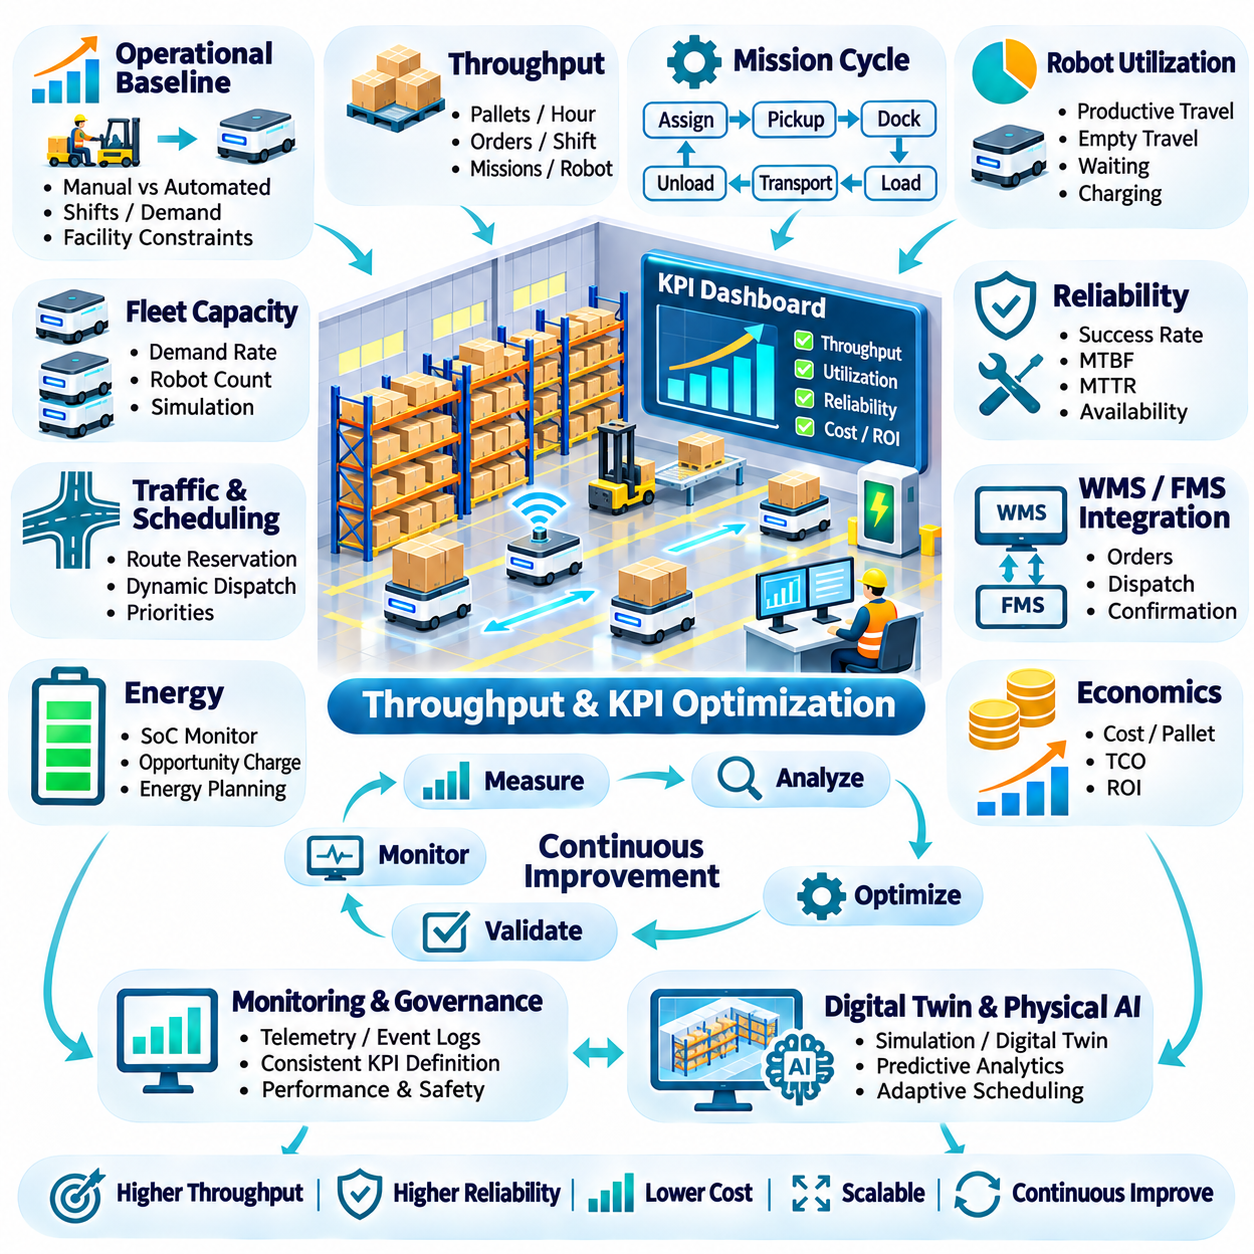 Operational
Baseline
• Manual vs Automated
• Shifts / Demand
• Facility Constraints
Throughput
• Pallets / Hour
• Orders / Shift
• Missions / Robot
Mission Cycle
Assign
Pickup
Dock
Unload
Transport
Load
Robot Utilization
• Productive Travel
• Empty Travel
• Waiting
• Charging
Fleet Capacity
• Demand Rate
• Robot Count
• Simulation
KPI Dashboard
Throughput
Utilization
Reliability
Cost / ROI
Reliability
• Success Rate
• MTBF
• MTTR
• Availability
Traffic &
Scheduling
• Route Reservation
• Dynamic Dispatch
• Priorities
WMS / FMS
Integration
WMS
FMS
• Orders
• Dispatch
• Confirmation
Energy
• SoC Monitor
• Opportunity Charge
• Energy Planning
Throughput & KPI Optimization
Economics
• Cost / Pallet
• TCO
• ROI
Measure
Analyze
Monitor
Continuous
Improvement
Optimize
Validate
Monitoring & Governance
• Telemetry / Event Logs
• Consistent KPI Definition
• Performance & Safety
Digital Twin & Physical AI
AI
• Simulation / Digital Twin
• Predictive Analytics
• Adaptive Scheduling
Higher Throughput | Higher Reliability | Lower Cost | Scalable | Continuous Improve